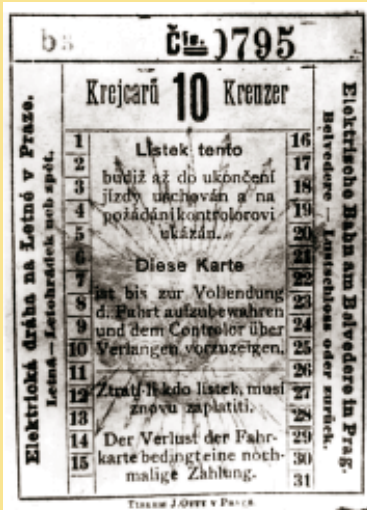 bs Čís. 0795
Krejcarů 10 Kreuzer
Elektrická dráha na Letné v Praze.
Letná—Letohrádek neb zpět.
1
2
3
4
5
6
7
8
9
10
11
12
13
14
15
Lístek tento
budiž až do ukončení
jízdy uschován a na
požádání kontrolorovi
ukázán.
Diese Karte
ist bis zur Vollendung
d. Fahrt aufzubewahren
und dem Controlor über
Verlangen vorzuzeigen.
Ztratí-li kdo lístek, musí
znovu zaplatiti.
Der Verlust der Fahr-
karte bedingt eine noch-
malige Zahlung.
16
17
18
19
20
21
22
23
24
25
26
27
28
29
30
31
Elektrische Bahn am Belvedere in Prag.
Belvedere — Lustschloss oder zurück.
Tiskem J. Otty v Praze.